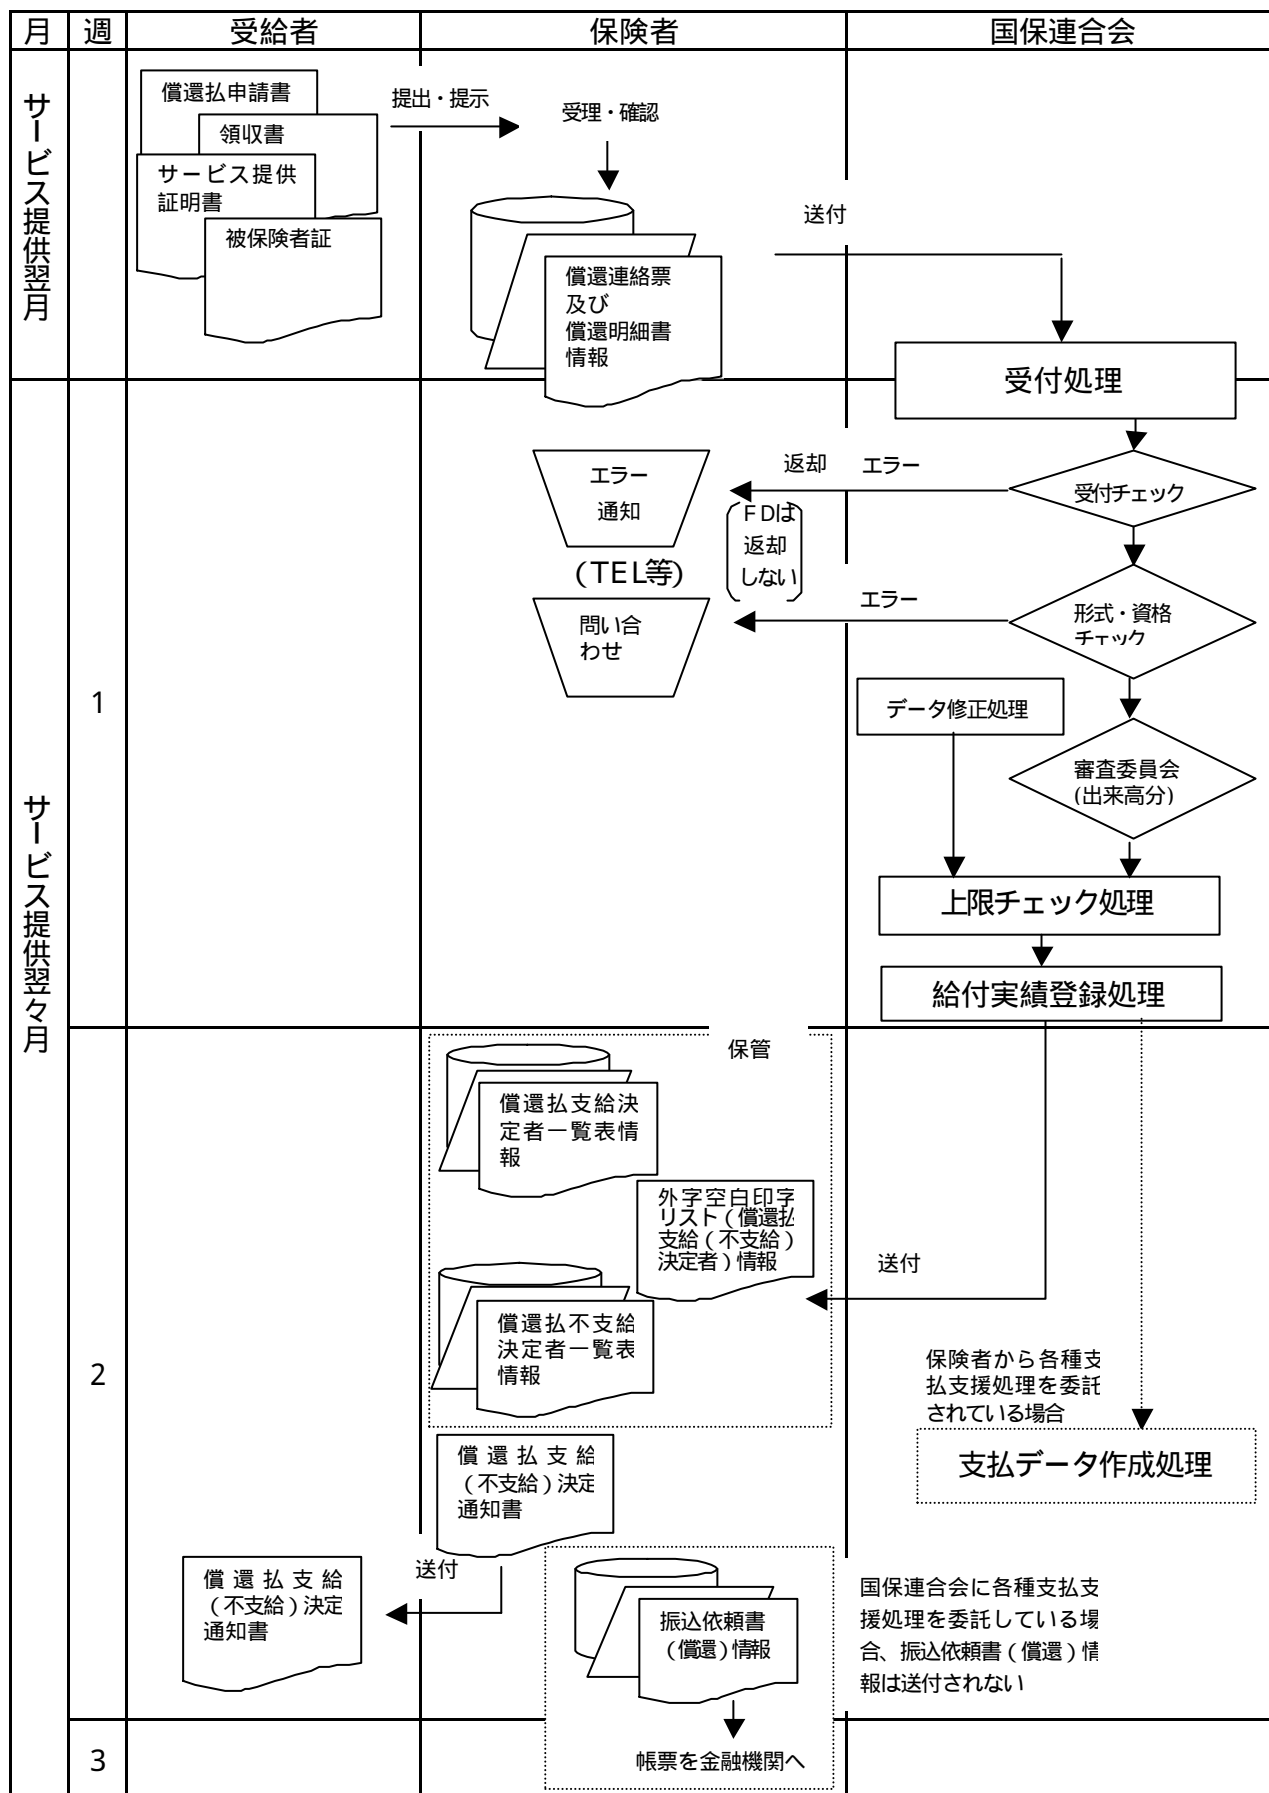 月
週
受給者
保険者
国保連合会
サービス提供翌月
償還払申請書
領収書
サービス提供
証明書
被保険者証
提出・提示
受理・確認
償還連絡票
及び
償還明細書
情報
送付
受付処理
サービス提供翌々月
1
受付チェック
エラー
返却
エラー
通知
(TEL等)
FDは
返却
しない
形式・資格
チェック
エラー
問い合
わせ
データ修正処理
審査委員会
(出来高分)
上限チェック処理
給付実績登録処理
2
保管
償還払支給決
定者一覧表情
報
外字空白印字
リスト(償還払
支給(不支給)
決定者)情報
償還払不支給
決定者一覧表
情報
送付
保険者から各種支
払支援処理を委託
されている場合
支払データ作成処理
償還払支給
(不支給)決定
通知書
送付
償還払支給
(不支給)決定
通知書
振込依頼書
(償還)情報
国保連合会に各種支払支
援処理を委託している場
合、振込依頼書(償還)情
報は送付されない
3
帳票を金融機関へ